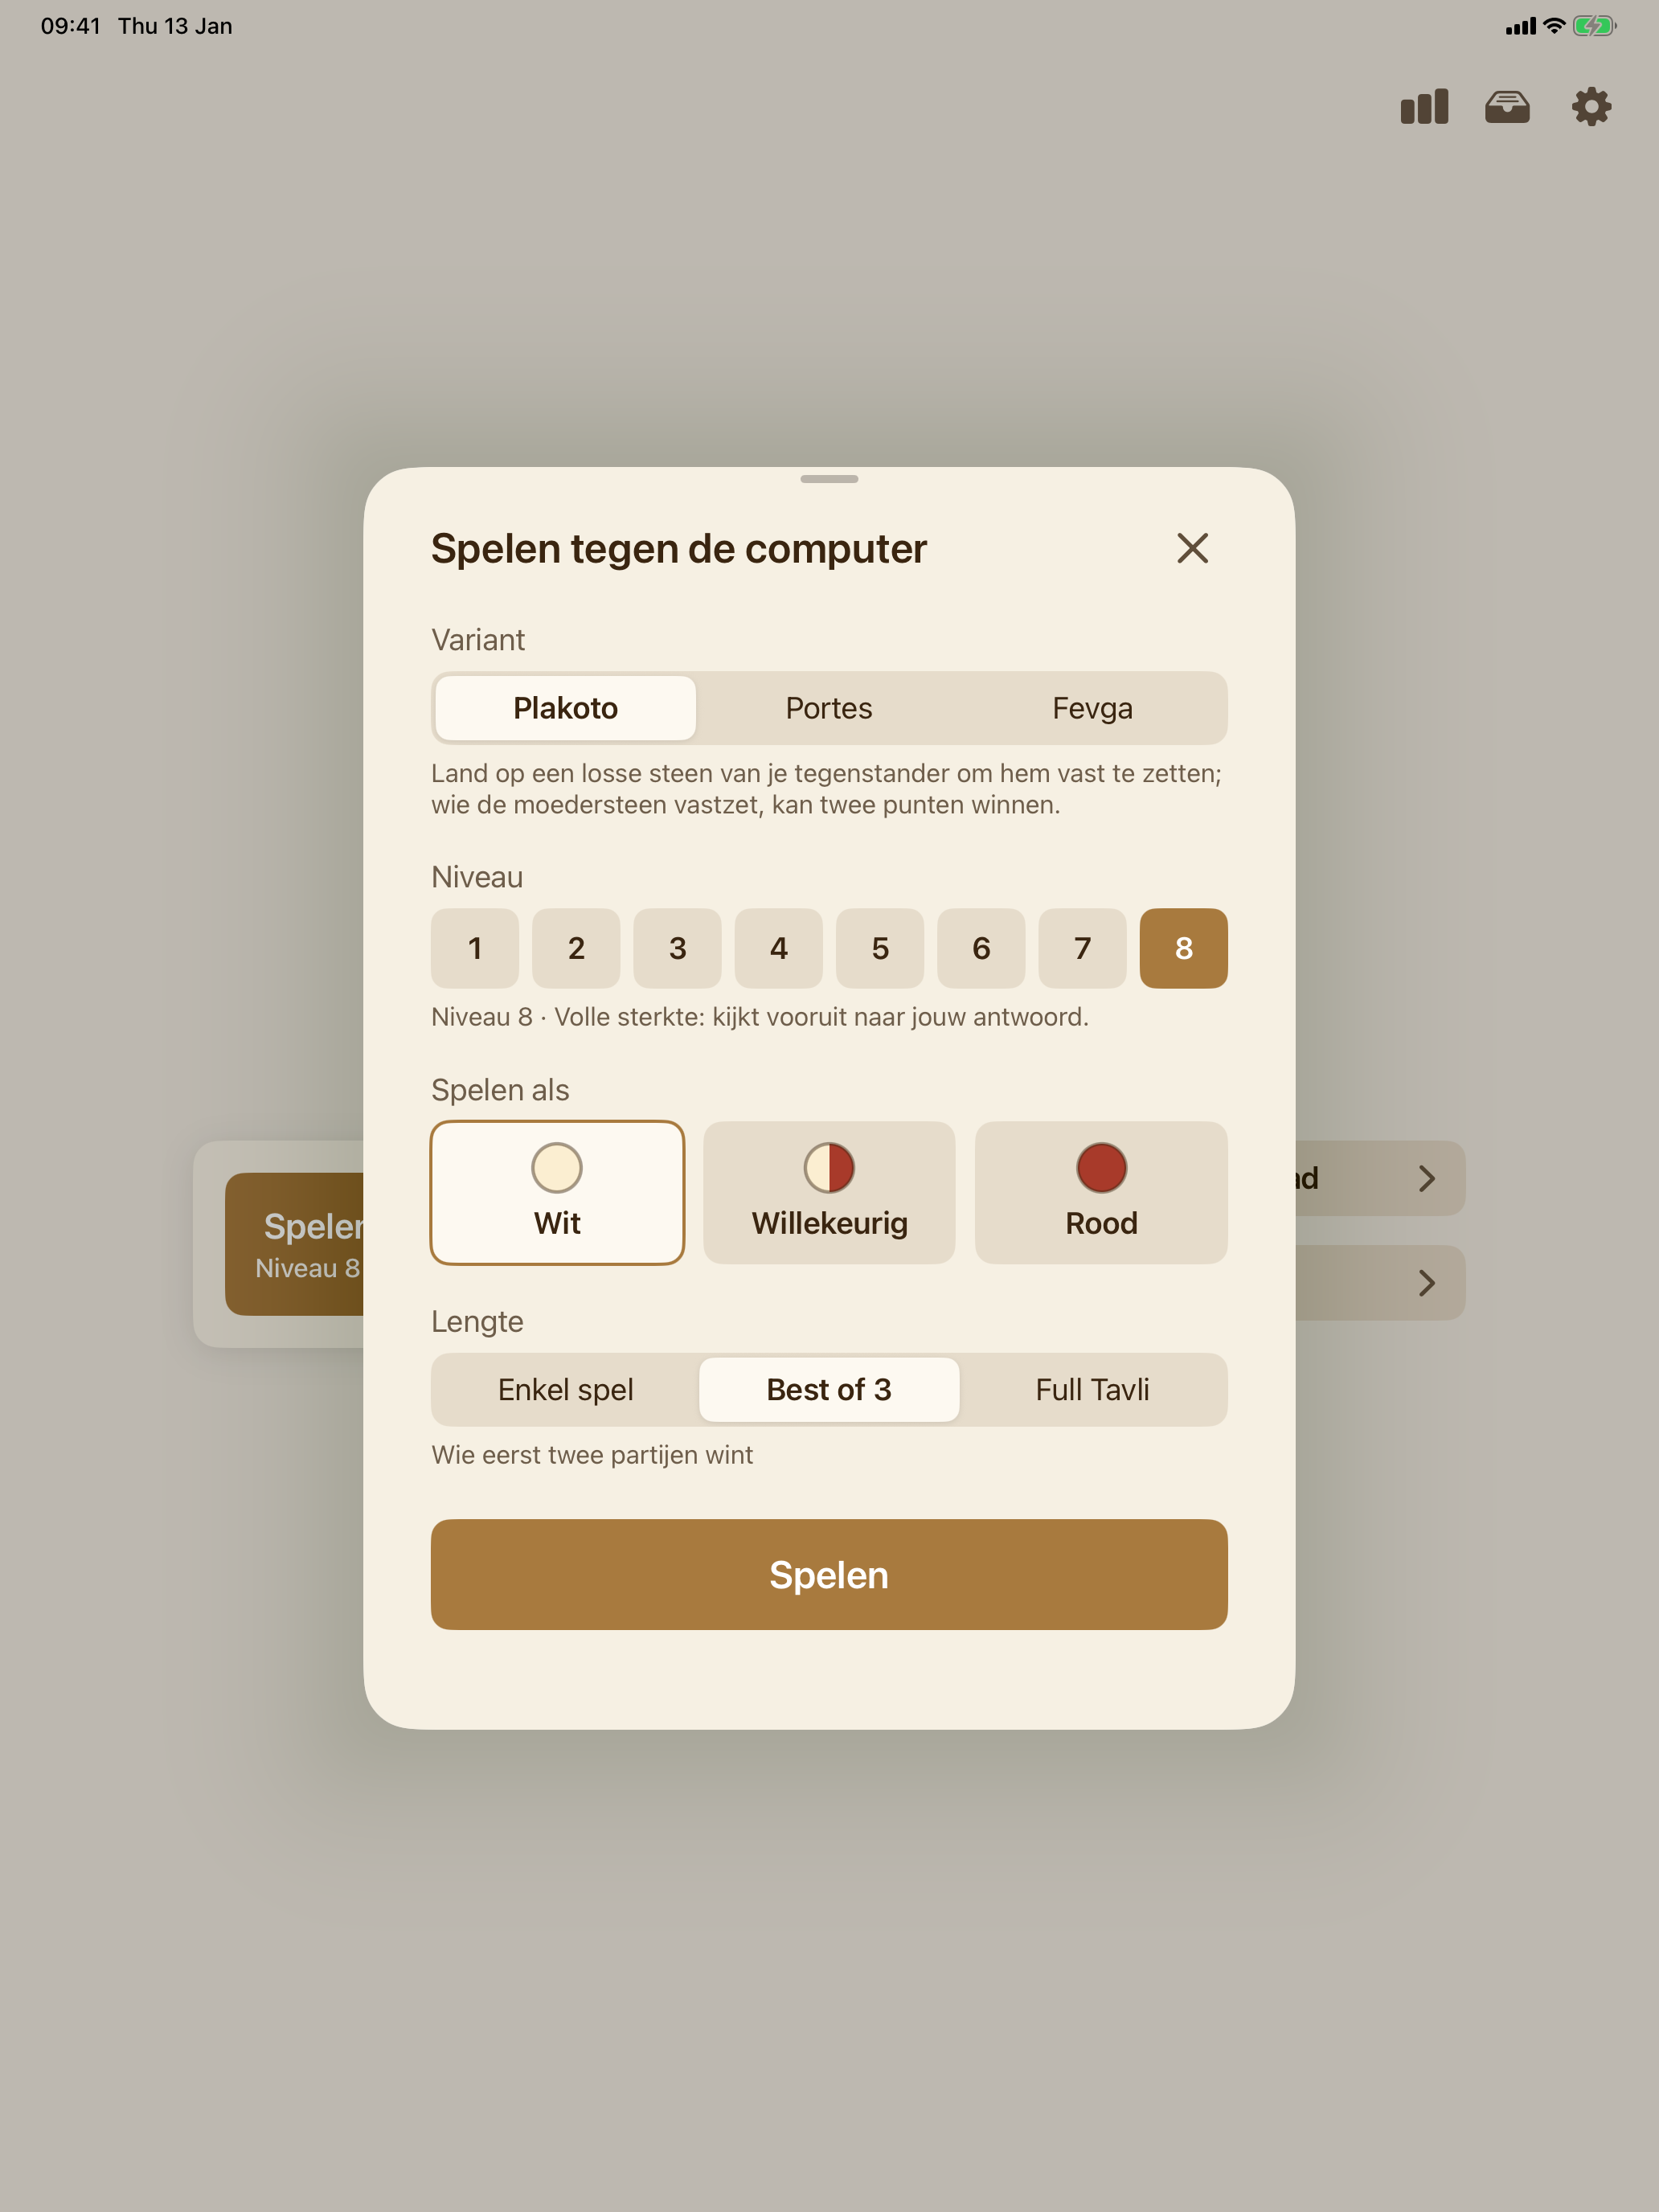 09:41 Thu 13 Jan
Spelen tegen de computer
Variant
Plakoto
Portes
Fevga
Land op een losse steen van je tegenstander om hem vast te zetten;
wie de moedersteen vastzet, kan twee punten winnen.
Niveau
1 2 3 4 5 6 7 8
Niveau 8 · Volle sterkte: kijkt vooruit naar jouw antwoord.
Spelen als
Wit
Willekeurig
Rood
Niveau 8
Lengte
Enkel spel
Best of 3
Full Tavli
Wie eerst twee partijen wint
Spelen